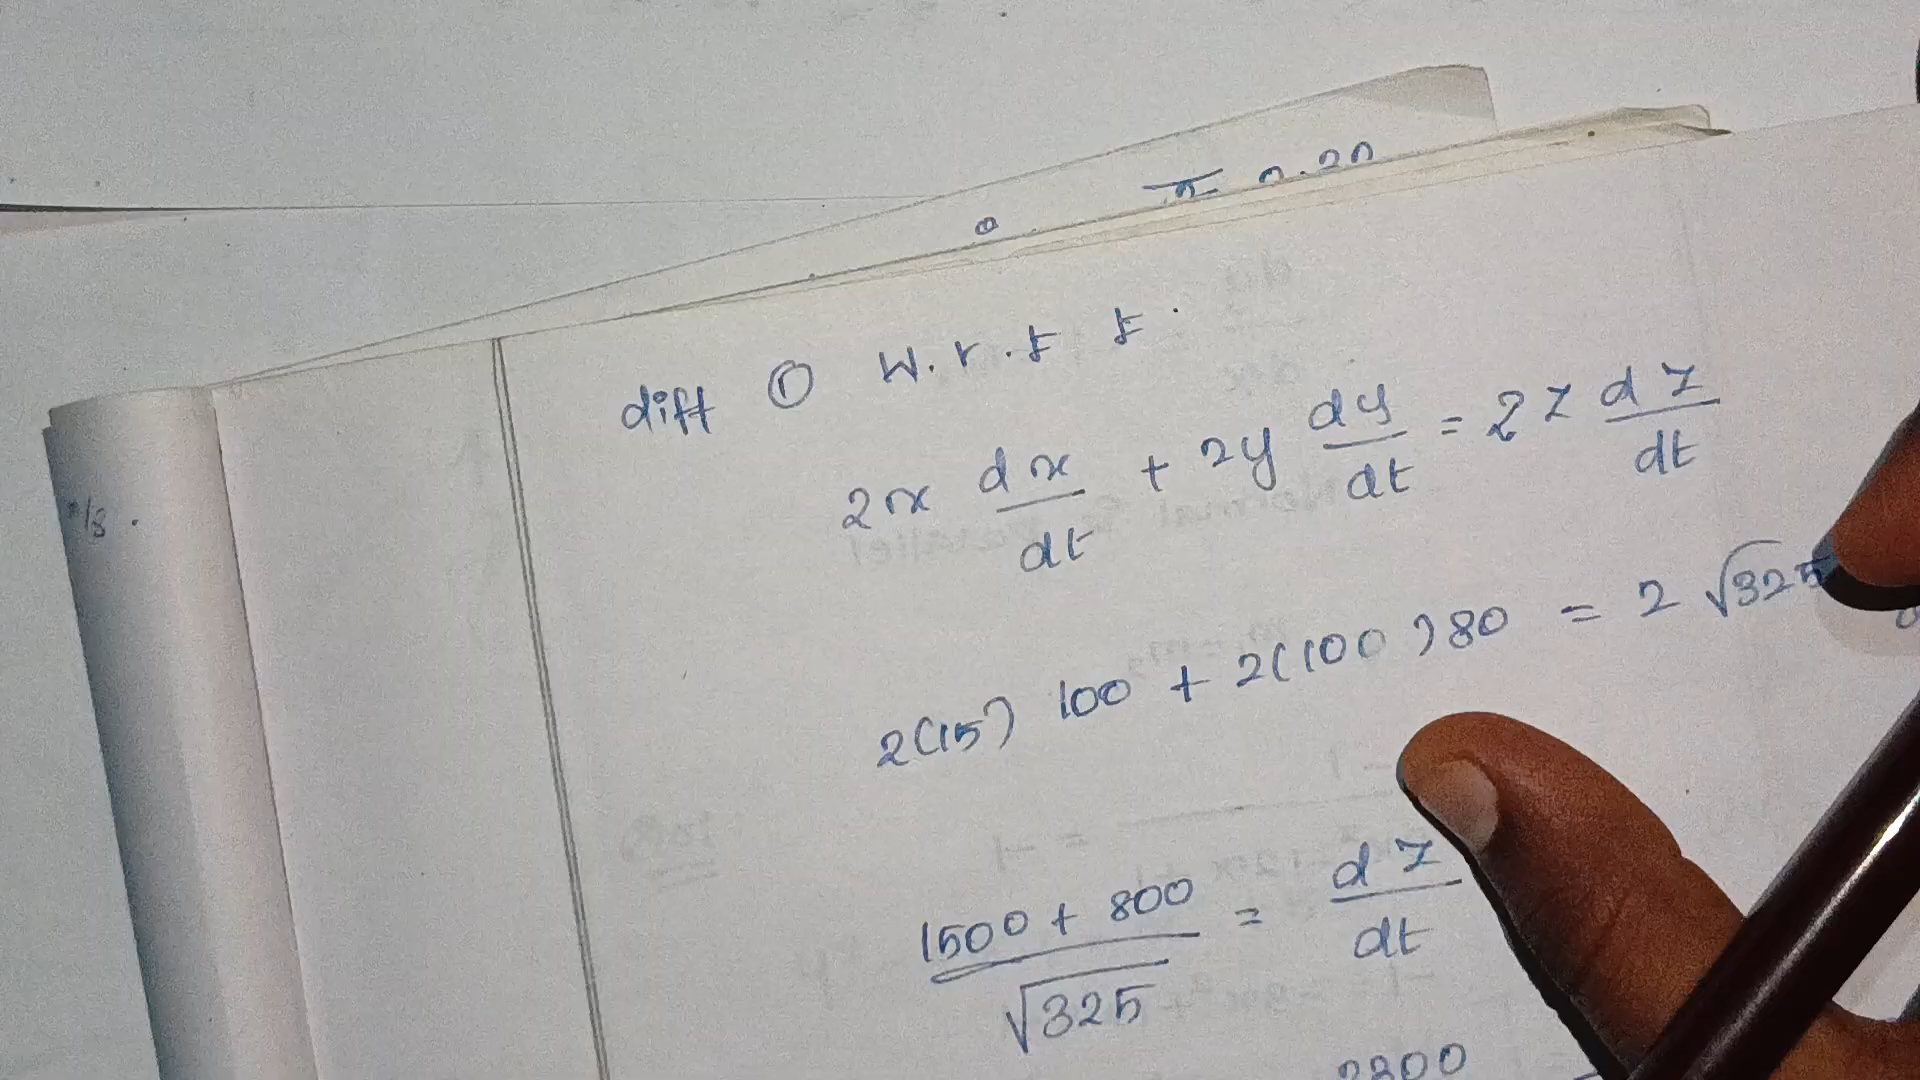 diff ① w.r.t t.
2x dx/dt + 2y dy/dt = 2z dz/dt
2(15) 100 + 2(100)80 = 2 √325
1500 + 800/√325 = dz/dt
2300